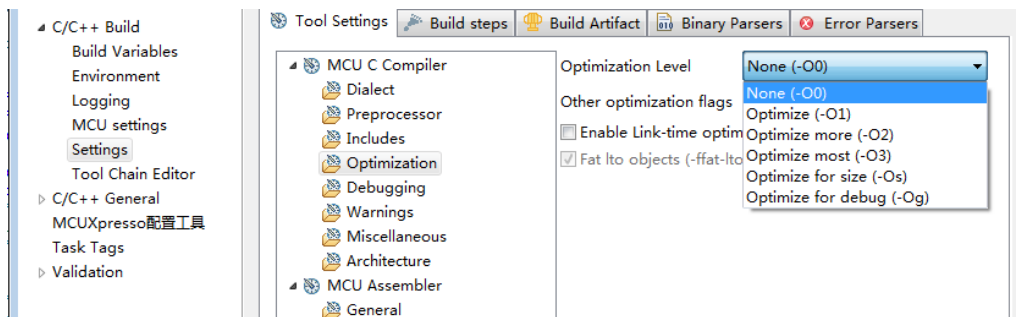 C/C++ Build
Build Variables
Environment
Logging
MCU settings
Settings
Tool Chain Editor
C/C++ General
MCUXpresso配置工具
Task Tags
Validation
Tool Settings
Build steps
Build Artifact
Binary Parsers
Error Parsers
MCU C Compiler
Dialect
Preprocessor
Includes
Optimization
Debugging
Warnings
Miscellaneous
Architecture
MCU Assembler
General
Optimization Level
None (-O0)
Other optimization flags
Enable Link-time optim
Fat lto objects (-ffat-lto
None (-O0)
Optimize (-O1)
Optimize more (-O2)
Optimize most (-O3)
Optimize for size (-Os)
Optimize for debug (-Og)